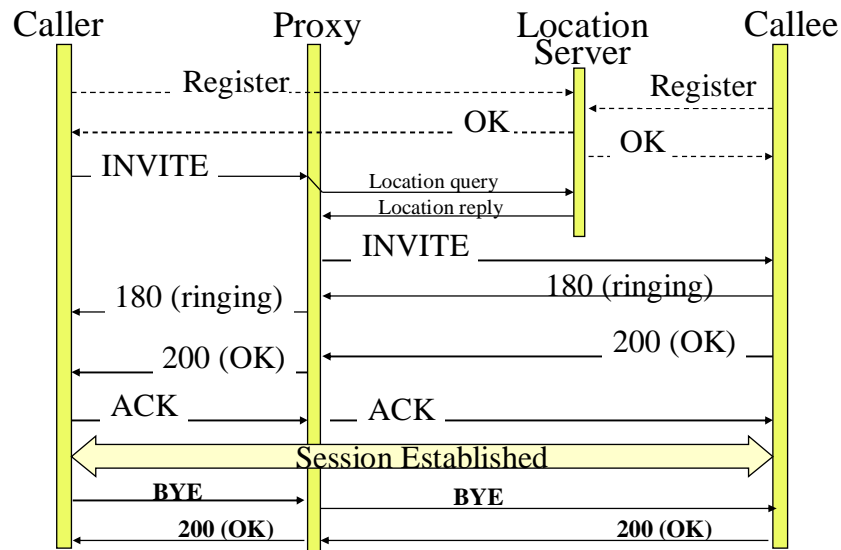 Caller
Proxy
Location
Server
Callee
Register
Register
OK
OK
INVITE
Location query
Location reply
INVITE
180 (ringing)
180 (ringing)
200 (OK)
200 (OK)
ACK
ACK
Session Established
BYE
BYE
200 (OK)
200 (OK)